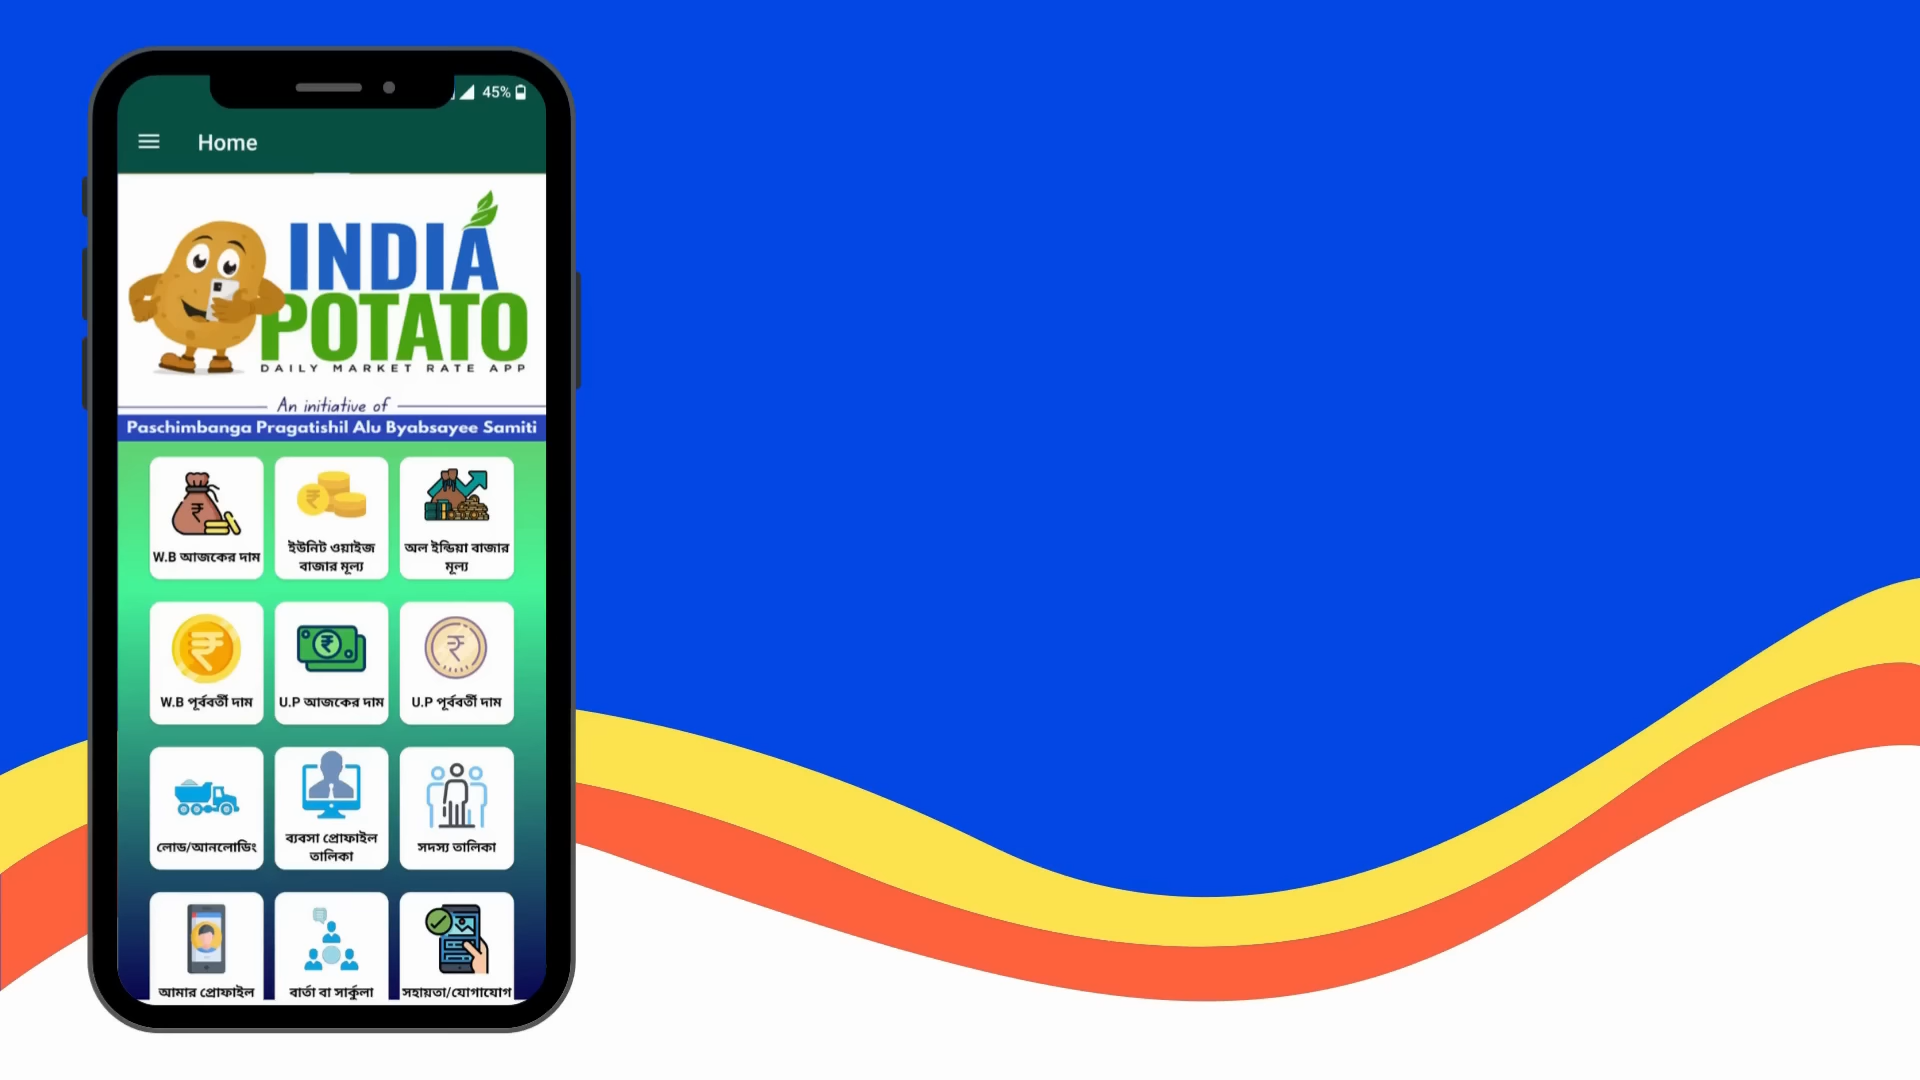 45%
Home
INDIA
POTATO
DAILY MARKET RATE APP
An initiative of
Paschimbanga Pragatishil Alu Byabsayee Samiti
W.B আজকের দাম
ইউনিট ওয়াইজ
বাজার মূল্য
অল ইন্ডিয়া বাজার
মূল্য
W.B পূর্ববর্তী দাম
U.P আজকের দাম
U.P পূর্ববর্তী দাম
লোড/আনলোডিং
ব্যবসা প্রোফাইল
তালিকা
সদস্য তালিকা
আমার প্রোফাইল
বার্তা বা সার্কুলা
সহায়তা/যোগাযোগ